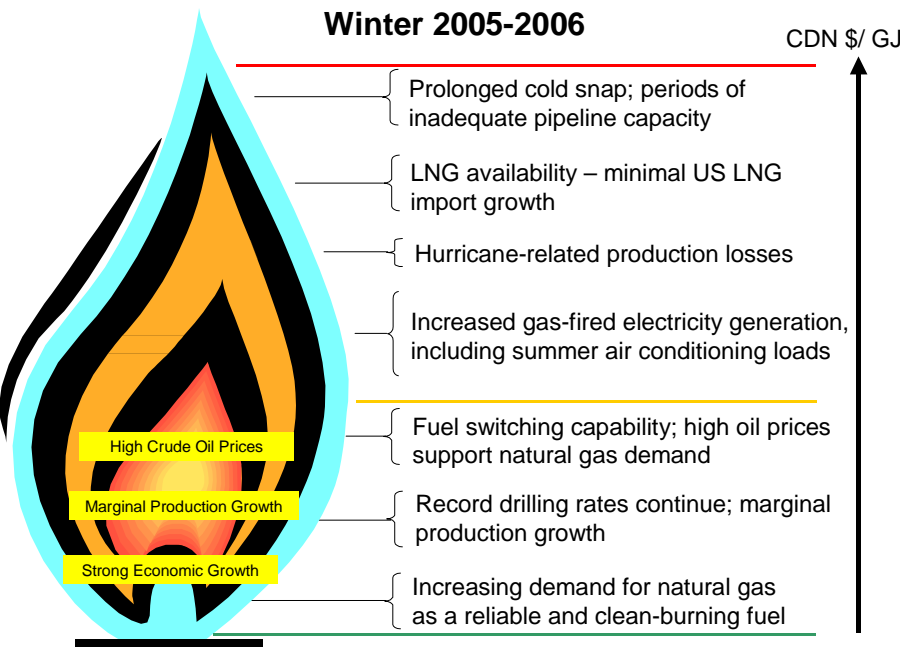 Winter 2005-2006
CDN $/ GJ
Prolonged cold snap; periods of
inadequate pipeline capacity
LNG availability – minimal US LNG
import growth
Hurricane-related production losses
Increased gas-fired electricity generation,
including summer air conditioning loads
Fuel switching capability; high oil prices
support natural gas demand
High Crude Oil Prices
Record drilling rates continue; marginal
production growth
Marginal Production Growth
Strong Economic Growth
Increasing demand for natural gas
as a reliable and clean-burning fuel